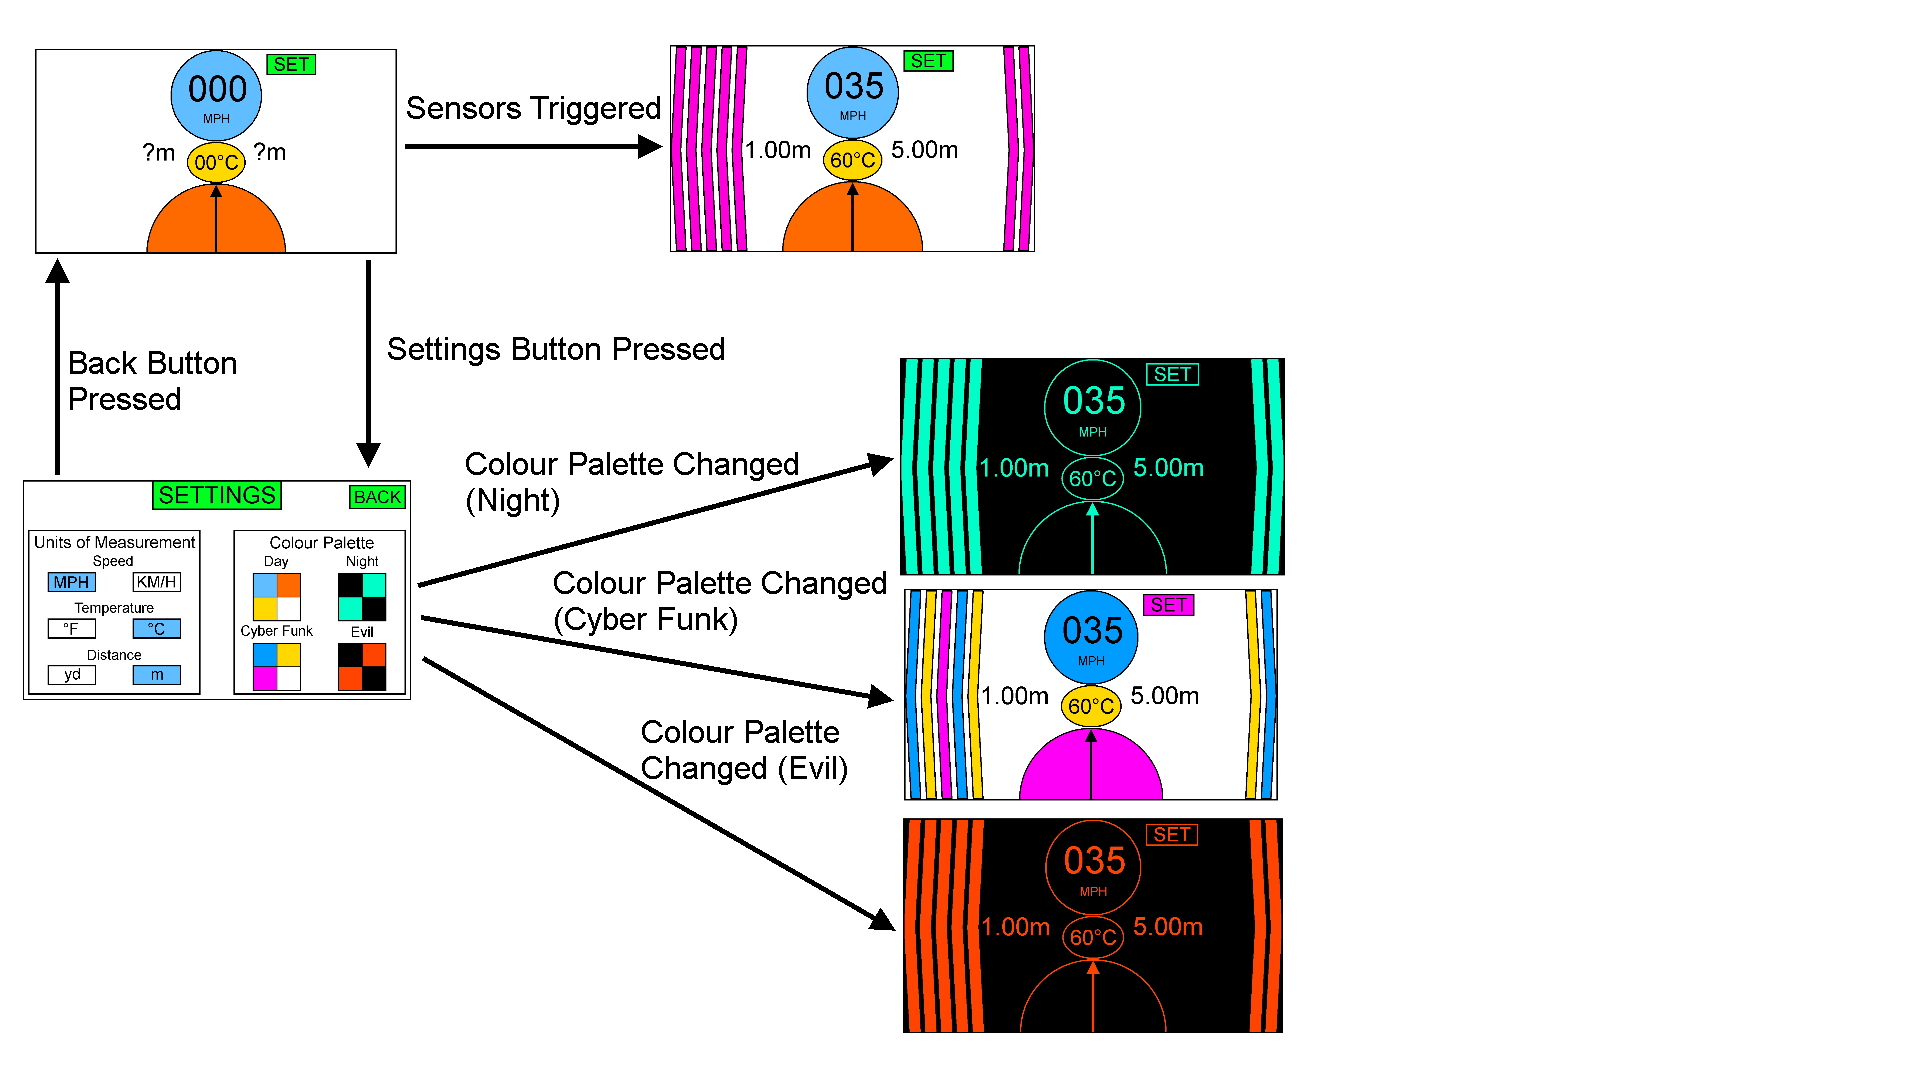 000
MPH
SET
?m
00°C
?m
Sensors Triggered
035
MPH
SET
1.00m
60°C
5.00m
Back Button
Pressed
Settings Button Pressed
SETTINGS
BACK
Units of Measurement
Speed
MPH
KM/H
Temperature
°F
°C
Distance
yd
m
Colour Palette
Day
Night
Cyber Funk
Evil
Colour Palette Changed
(Night)
035
MPH
SET
1.00m
60°C
5.00m
Colour Palette Changed
(Cyber Funk)
035
MPH
SET
1.00m
60°C
5.00m
Colour Palette
Changed (Evil)
035
MPH
SET
1.00m
60°C
5.00m